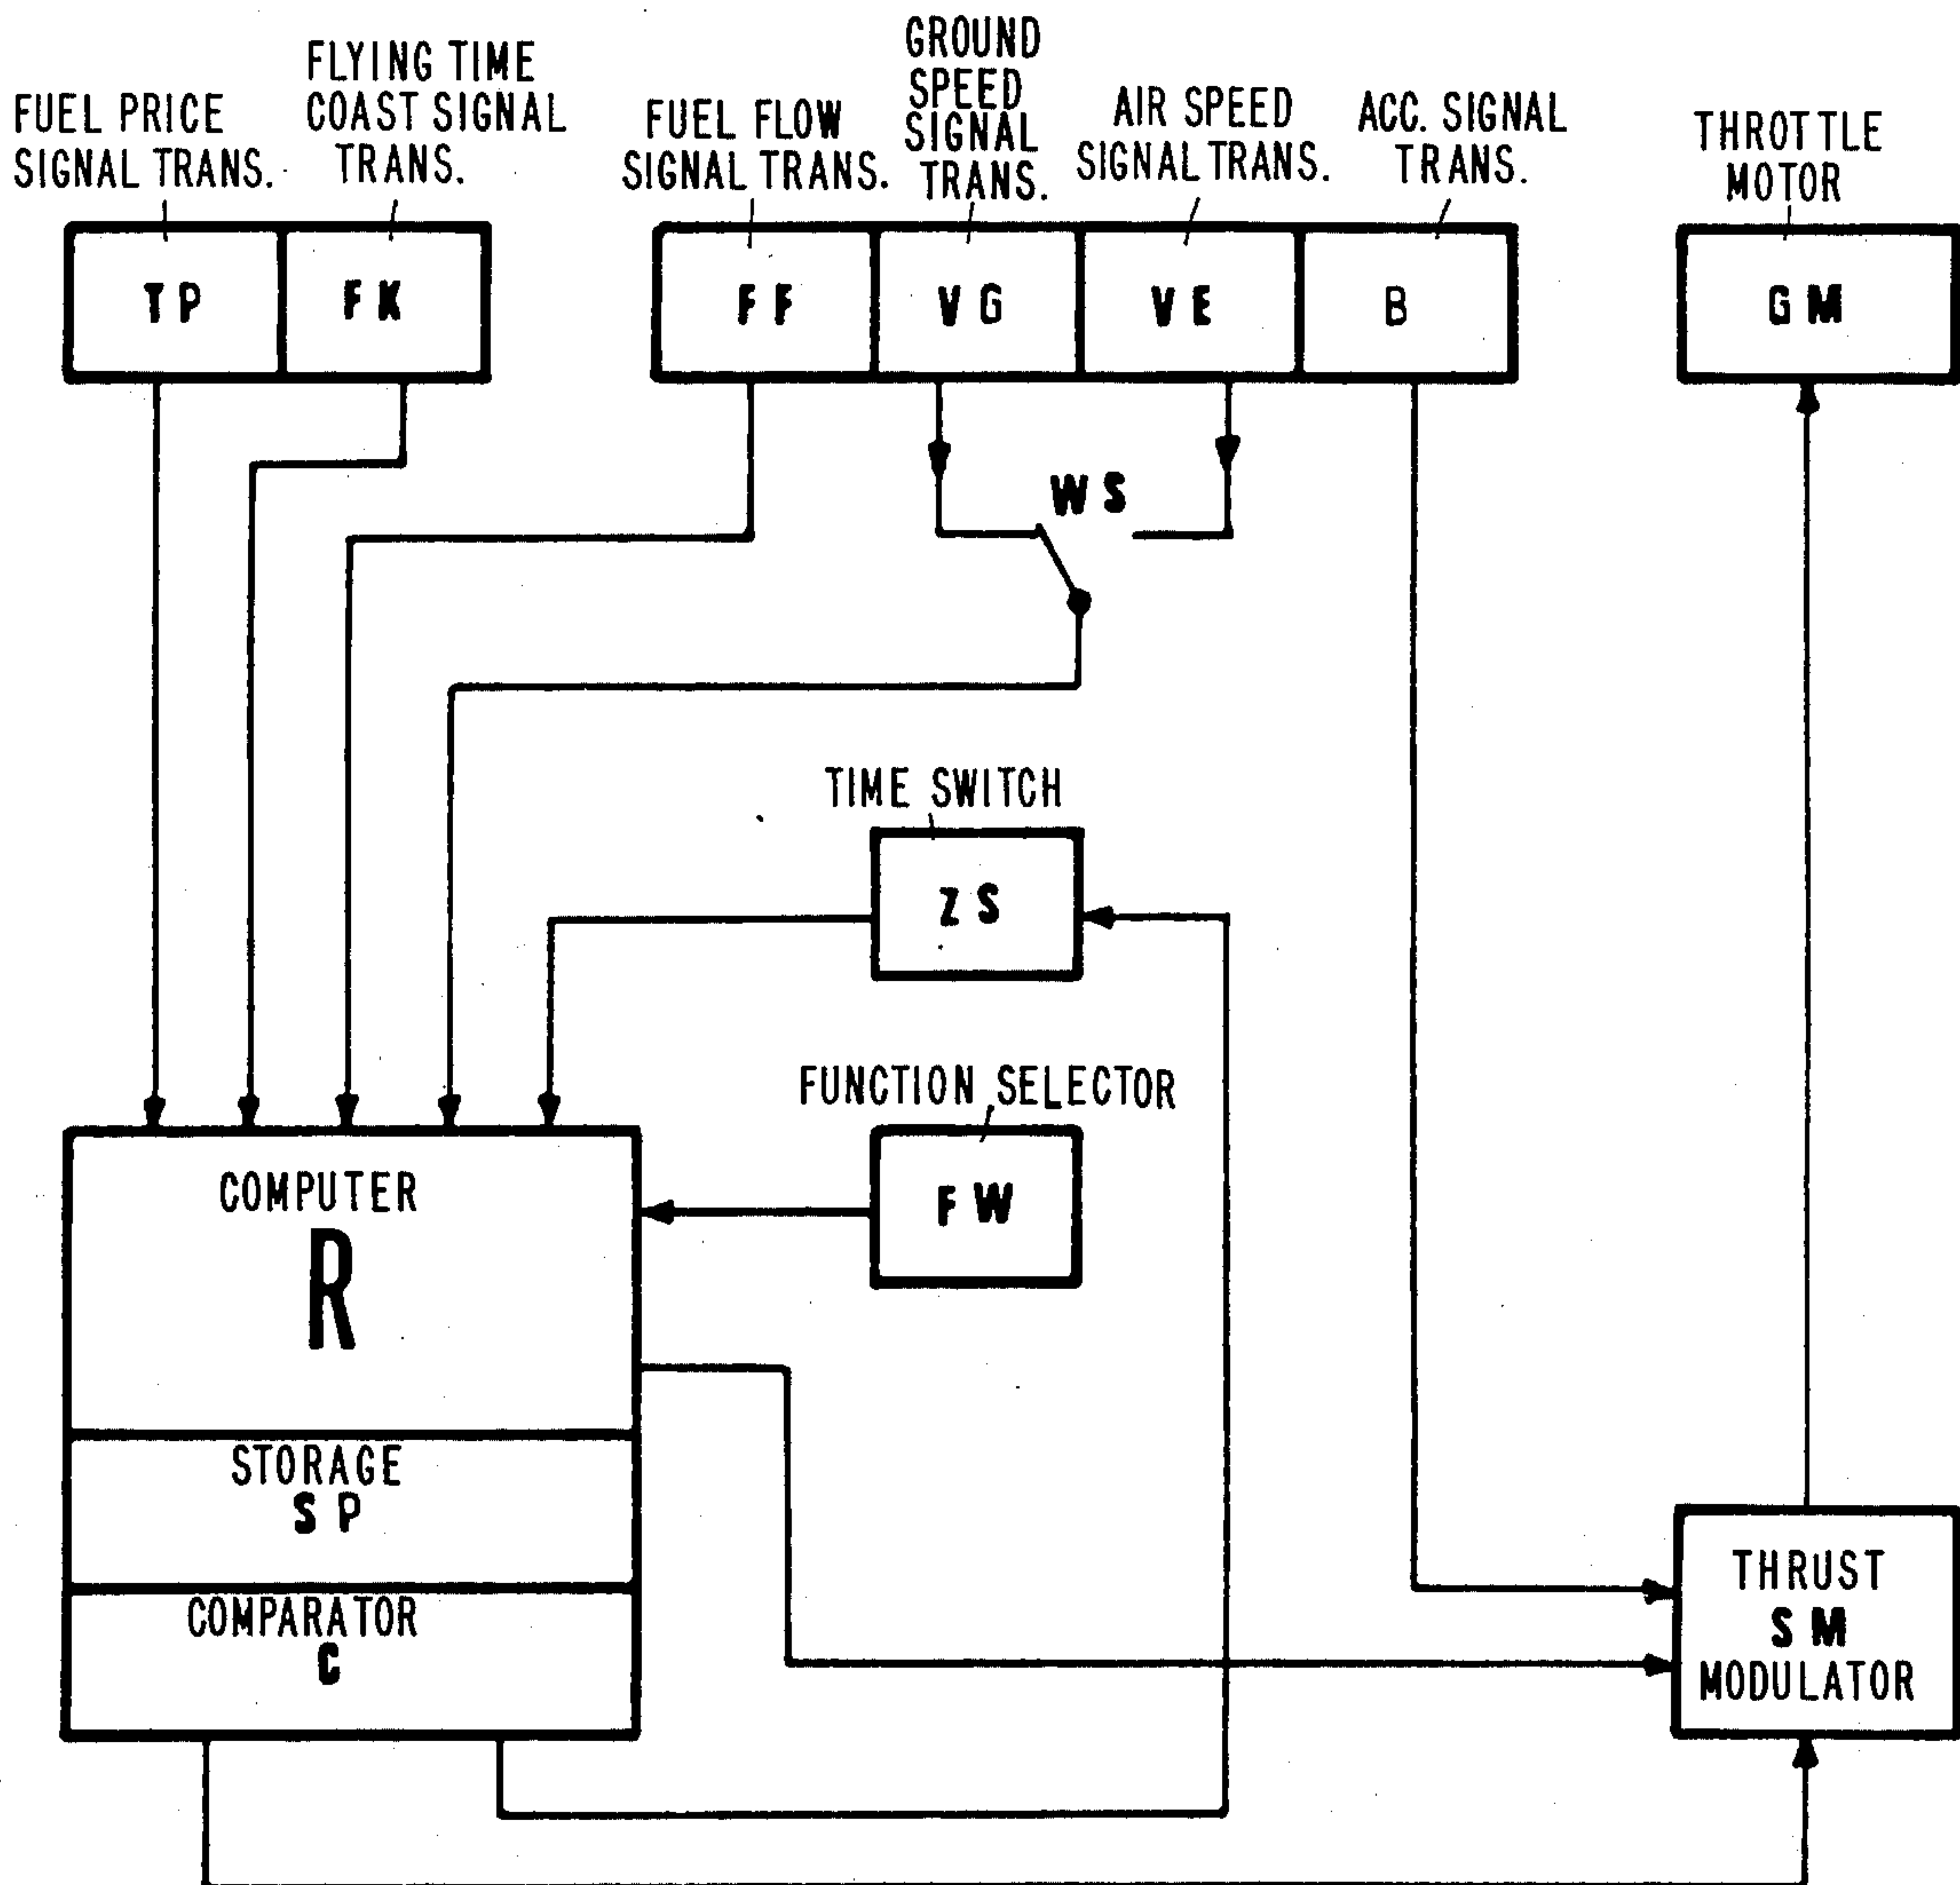 FUEL PRICE
SIGNAL TRANS.
FLYING TIME
COAST SIGNAL
TRANS.
FUEL FLOW
SIGNAL TRANS.
GROUND
SPEED
SIGNAL
TRANS.
AIR SPEED
SIGNAL TRANS.
ACC. SIGNAL
TRANS.
THROTTLE
MOTOR
TP
FK
FF
VG
VE
B
GM
WS
TIME SWITCH
ZS
FUNCTION SELECTOR
FW
COMPUTER
R
STORAGE
SP
COMPARATOR
C
THRUST
SM
MODULATOR